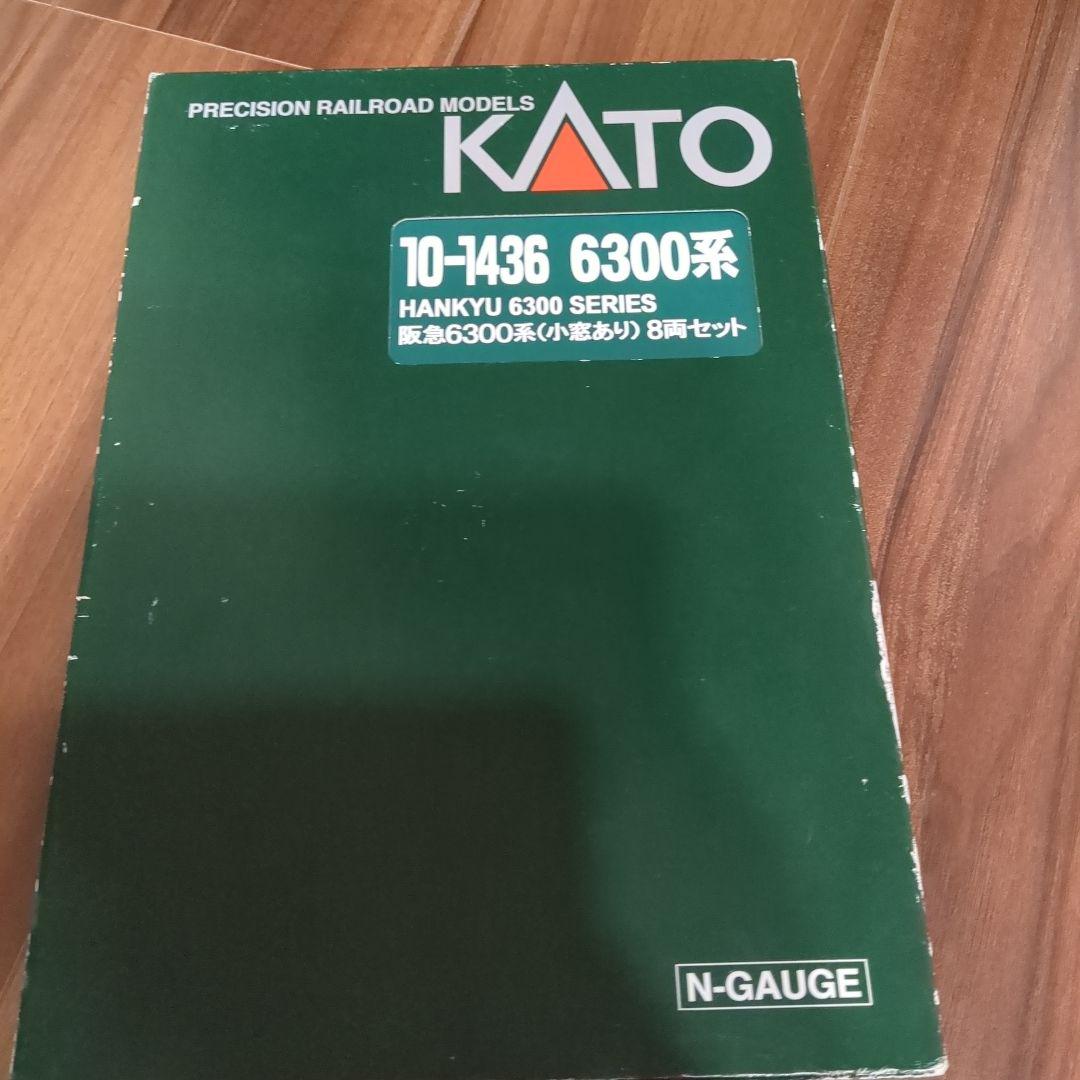 PRECISION RAILROAD MODELS
KATO
10-1436 6300系
HANKYU 6300 SERIES
阪急6300系(小窓あり) 8両セット
N-GAUGE